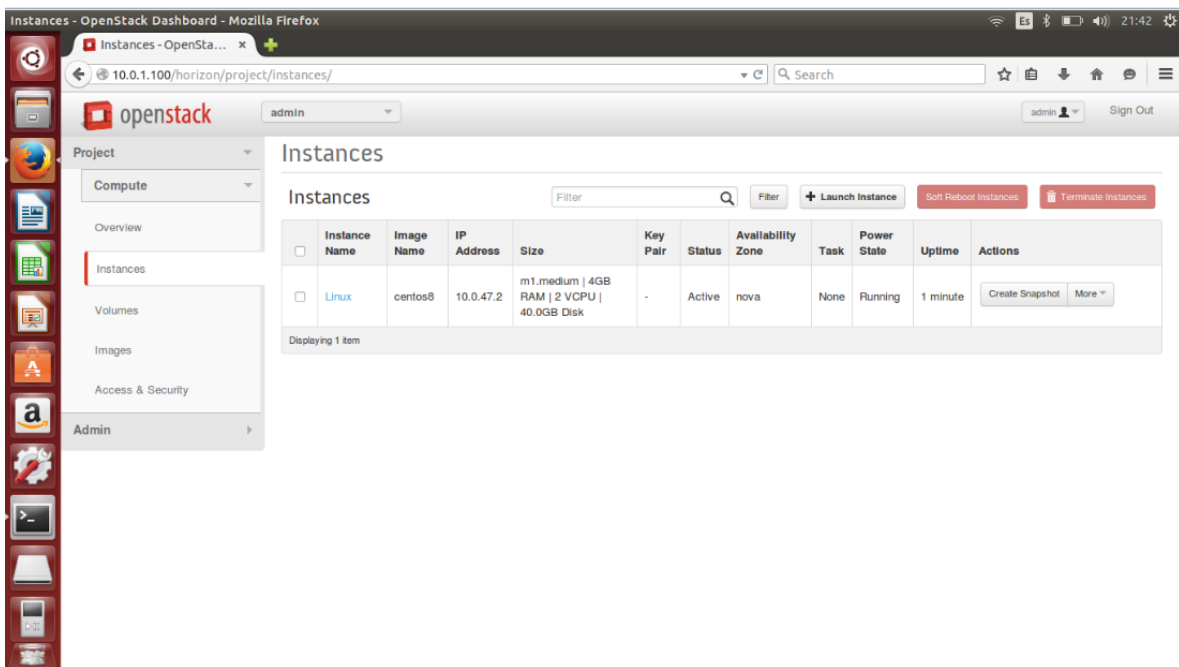 Instances - OpenStack Dashboard - Mozilla Firefox
Es
21:42
Instances - OpenSta... ×
10.0.1.100/horizon/project/instances/
Search
openstack
admin
admin
Sign Out
Project
Compute
Overview
Instances
Volumes
Images
Access & Security
Admin
Instances
Instances
Filter
Filter
+ Launch Instance
Soft Reboot Instances
Terminate Instances
Instance Name Image Name IP Address Size Key Pair Status Availability Zone Task Power State Uptime Actions
Linux centos8 10.0.47.2 m1.medium | 4GB RAM | 2 VCPU | 40.0GB Disk - Active nova None Running 1 minute Create Snapshot More
Displaying 1 item